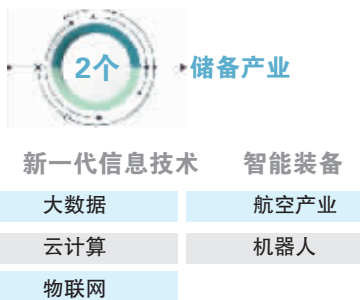 2个 储备产业
新一代信息技术 智能装备
大数据 航空产业
云计算 机器人
物联网